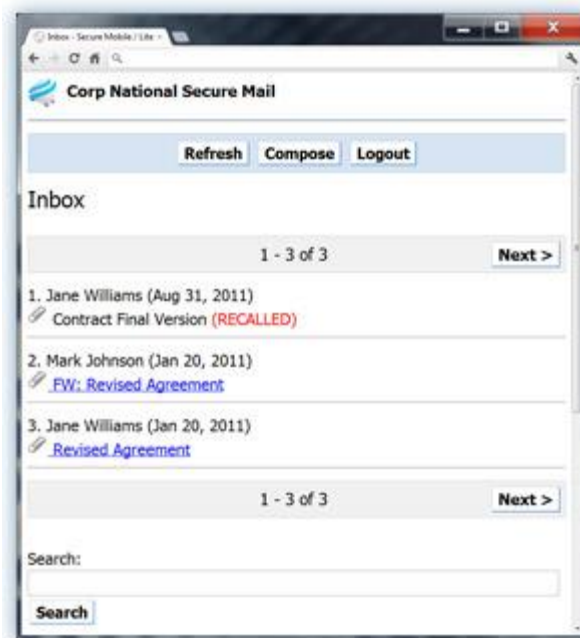 Inbox - Secure Mobile / Lite
Corp National Secure Mail
Refresh Compose Logout
Inbox
1 - 3 of 3 Next >
1. Jane Williams (Aug 31, 2011)
Contract Final Version (RECALLED)
2. Mark Johnson (Jan 20, 2011)
FW: Revised Agreement
3. Jane Williams (Jan 20, 2011)
Revised Agreement
1 - 3 of 3 Next >
Search:
Search